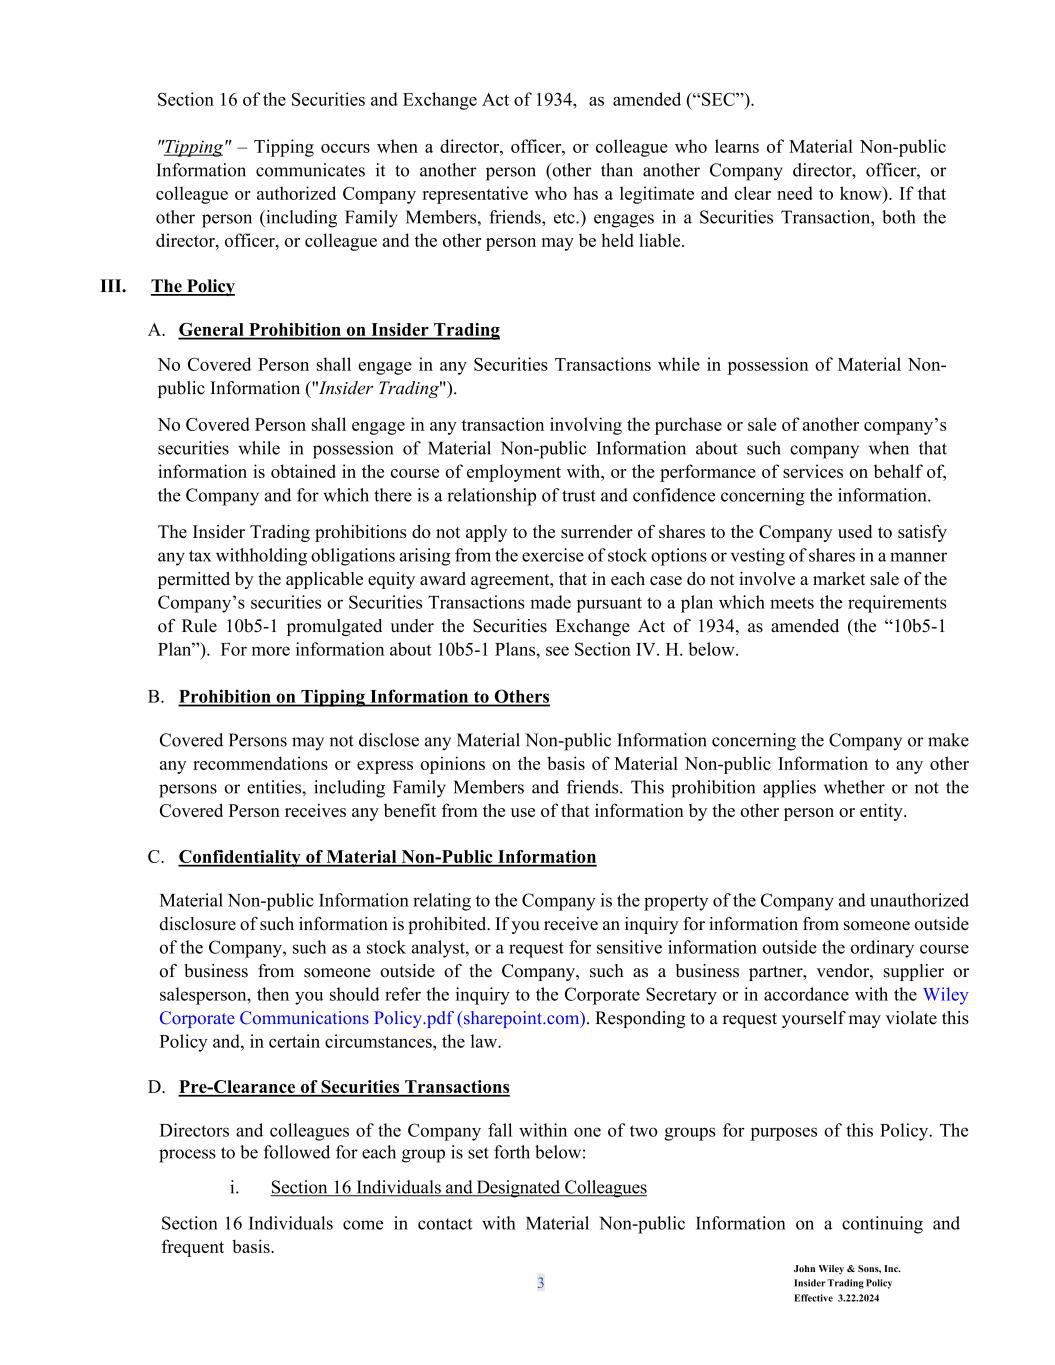 Section 16 of the Securities and Exchange Act of 1934, as amended (“SEC”).
"Tipping" – Tipping occurs when a director, officer, or colleague who learns of Material Non-public
Information communicates it to another person (other than another Company director, officer, or
colleague or authorized Company representative who has a legitimate and clear need to know). If that
other person (including Family Members, friends, etc.) engages in a Securities Transaction, both the
director, officer, or colleague and the other person may be held liable.
III. The Policy
A. General Prohibition on Insider Trading
No Covered Person shall engage in any Securities Transactions while in possession of Material Non-
public Information ("Insider Trading").
No Covered Person shall engage in any transaction involving the purchase or sale of another company’s
securities while in possession of Material Non-public Information about such company when that
information is obtained in the course of employment with, or the performance of services on behalf of,
the Company and for which there is a relationship of trust and confidence concerning the information.
The Insider Trading prohibitions do not apply to the surrender of shares to the Company used to satisfy
any tax withholding obligations arising from the exercise of stock options or vesting of shares in a manner
permitted by the applicable equity award agreement, that in each case do not involve a market sale of the
Company’s securities or Securities Transactions made pursuant to a plan which meets the requirements
of Rule 10b5-1 promulgated under the Securities Exchange Act of 1934, as amended (the “10b5-1
Plan”). For more information about 10b5-1 Plans, see Section IV. H. below.
B. Prohibition on Tipping Information to Others
Covered Persons may not disclose any Material Non-public Information concerning the Company or make
any recommendations or express opinions on the basis of Material Non-public Information to any other
persons or entities, including Family Members and friends. This prohibition applies whether or not the
Covered Person receives any benefit from the use of that information by the other person or entity.
C. Confidentiality of Material Non-Public Information
Material Non-public Information relating to the Company is the property of the Company and unauthorized
disclosure of such information is prohibited. If you receive an inquiry for information from someone outside
of the Company, such as a stock analyst, or a request for sensitive information outside the ordinary course
of business from someone outside of the Company, such as a business partner, vendor, supplier or
salesperson, then you should refer the inquiry to the Corporate Secretary or in accordance with the Wiley
Corporate Communications Policy.pdf (sharepoint.com). Responding to a request yourself may violate this
Policy and, in certain circumstances, the law.
D. Pre-Clearance of Securities Transactions
Directors and colleagues of the Company fall within one of two groups for purposes of this Policy. The
process to be followed for each group is set forth below:
i. Section 16 Individuals and Designated Colleagues
Section 16 Individuals come in contact with Material Non-public Information on a continuing and
frequent basis.
3
John Wiley & Sons, Inc.
Insider Trading Policy
Effective 3.22.2024